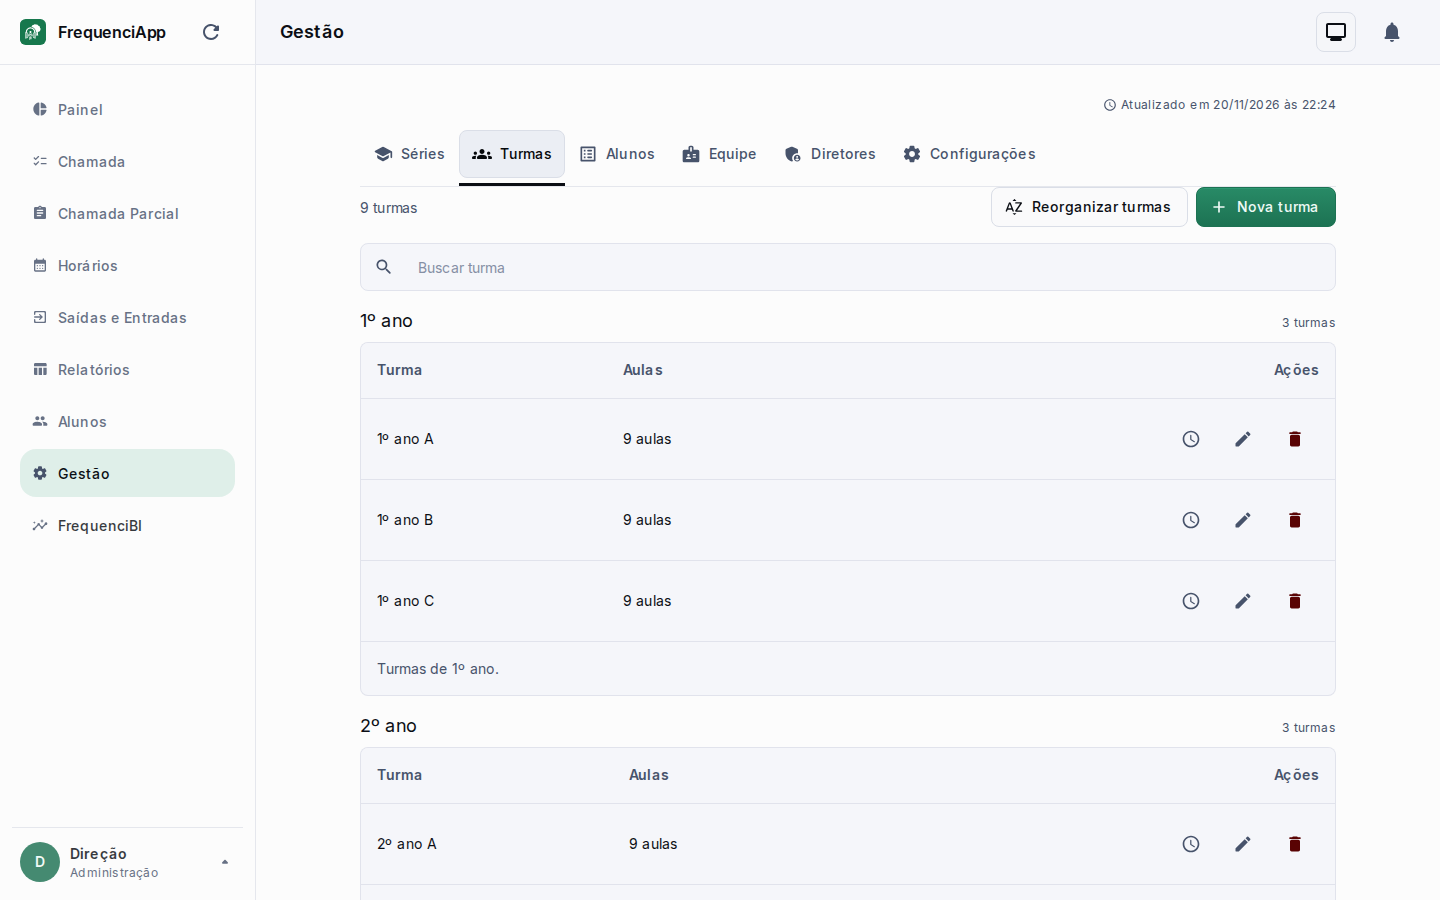 FrequenciApp
Gestão
Painel
Chamada
Chamada Parcial
Horários
Saídas e Entradas
Relatórios
Alunos
Gestão
FrequenciBI
D
Direção
Administração
Atualizado em 20/11/2026 às 22:24
Séries Turmas Alunos Equipe Diretores Configurações
9 turmas
AZ Reorganizar turmas
+ Nova turma
Buscar turma
1º ano
3 turmas
Turma Aulas Ações
1º ano A 9 aulas
1º ano B 9 aulas
1º ano C 9 aulas
Turmas de 1º ano.
2º ano
3 turmas
Turma Aulas Ações
2º ano A 9 aulas